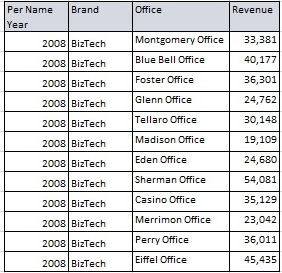 Per Name Year Brand Office Revenue
2008 BizTech Montgomery Office 33,381
2008 BizTech Blue Bell Office 40,177
2008 BizTech Foster Office 36,301
2008 BizTech Glenn Office 24,762
2008 BizTech Tellaro Office 30,148
2008 BizTech Madison Office 19,109
2008 BizTech Eden Office 24,680
2008 BizTech Sherman Office 54,081
2008 BizTech Casino Office 35,129
2008 BizTech Merrimon Office 23,042
2008 BizTech Perry Office 36,011
2008 BizTech Eiffel Office 45,435